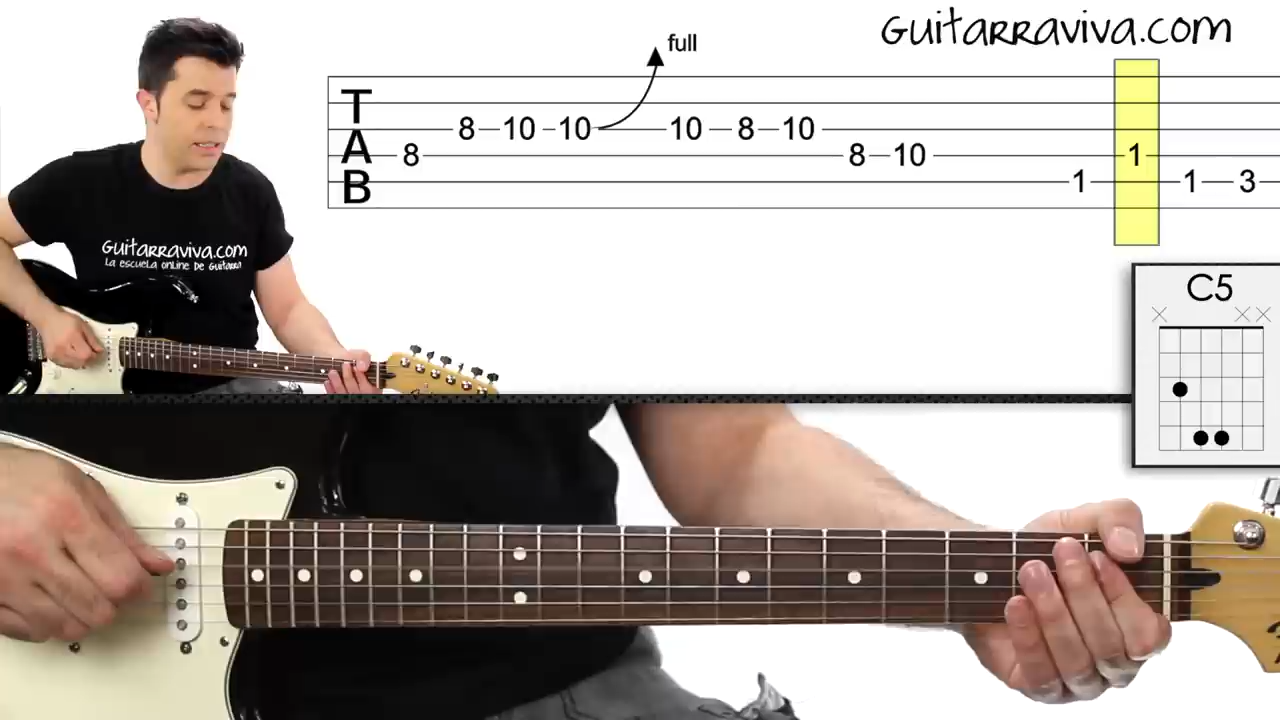 Guitarraviva.com
full
T
A
B
8 10 10 10 8 10
8 8 10 1
1 1 3
Guitarraviva.com
La escuela online de Guitarra
C5
× × ×